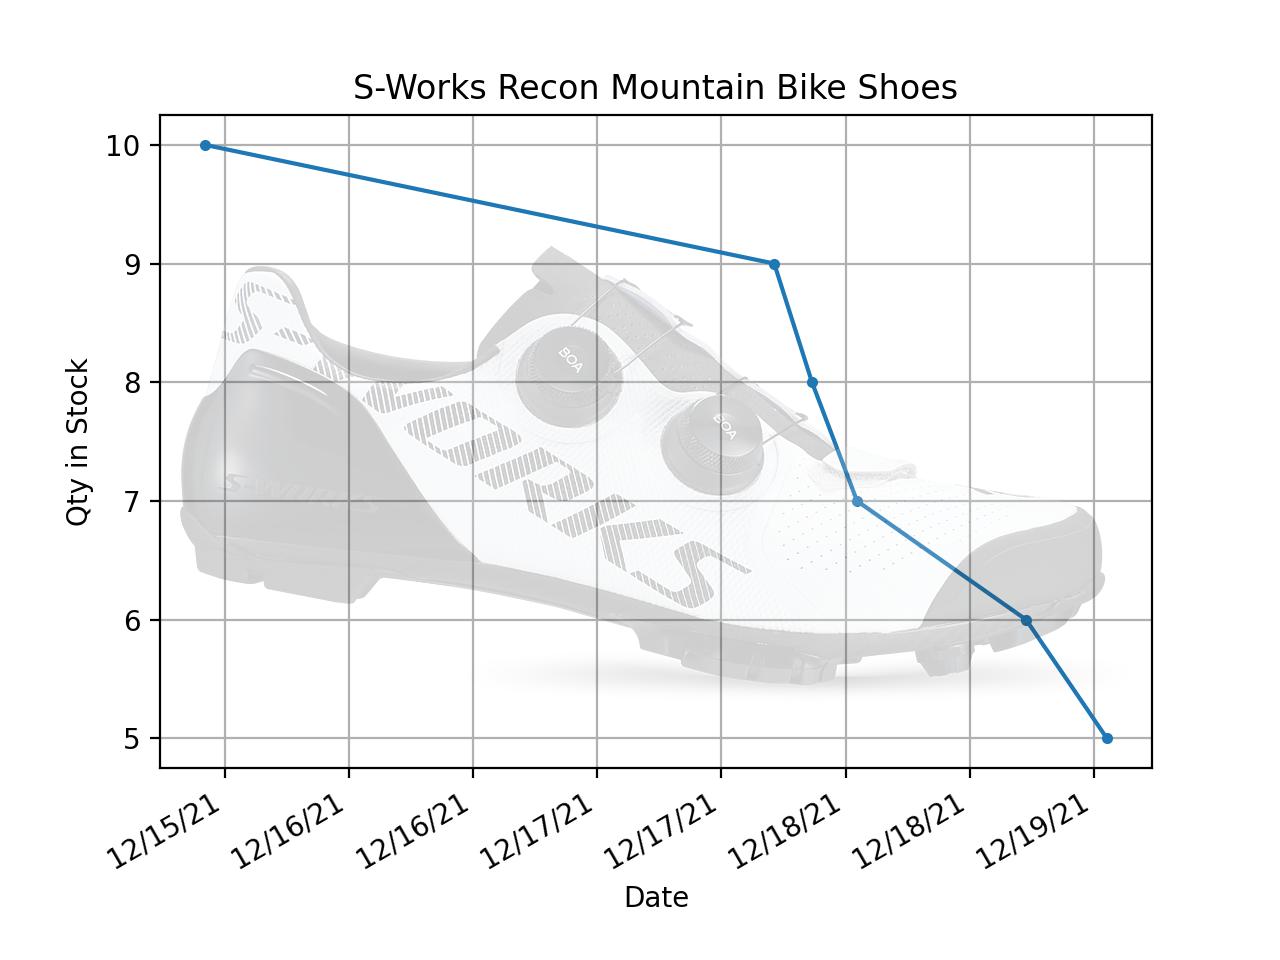 S-Works Recon Mountain Bike Shoes
Qty in Stock
10
9
8
7
6
5
BOA
BOA
S-WORKS
S-WORKS
12/15/21 12/16/21 12/16/21 12/17/21 12/17/21 12/18/21 12/18/21 12/19/21
Date